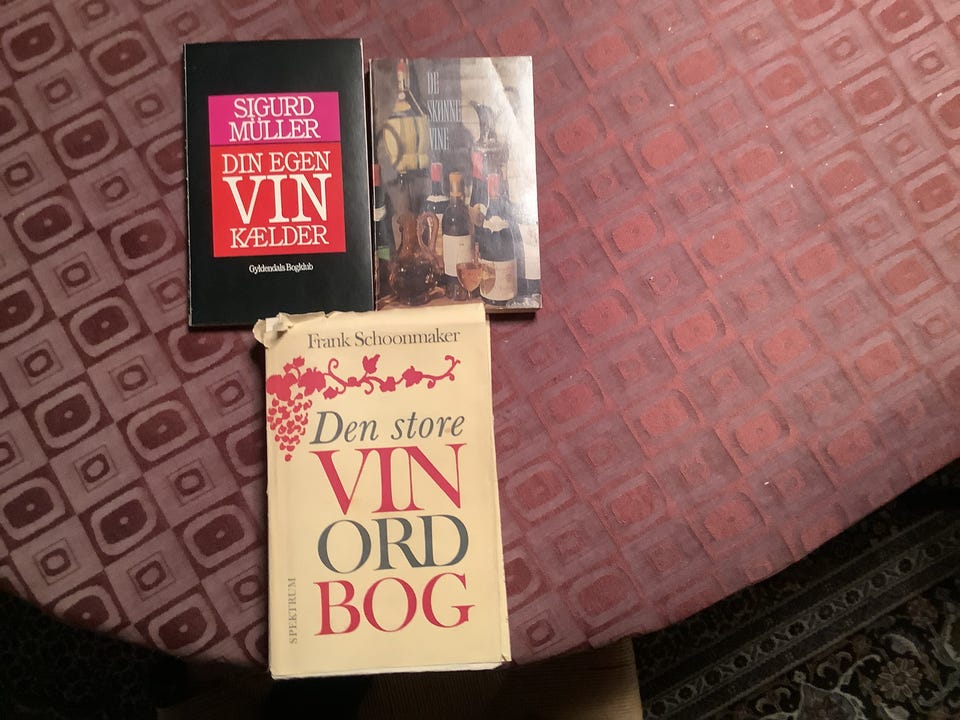 SIGURD
MÜLLER
DIN EGEN
VIN
KÆLDER
Gyldendals Bogklub
DE
SKØNNE
VINE
Frank Schoonmaker
Den store
VIN
ORD
BOG
SPEKTRUM